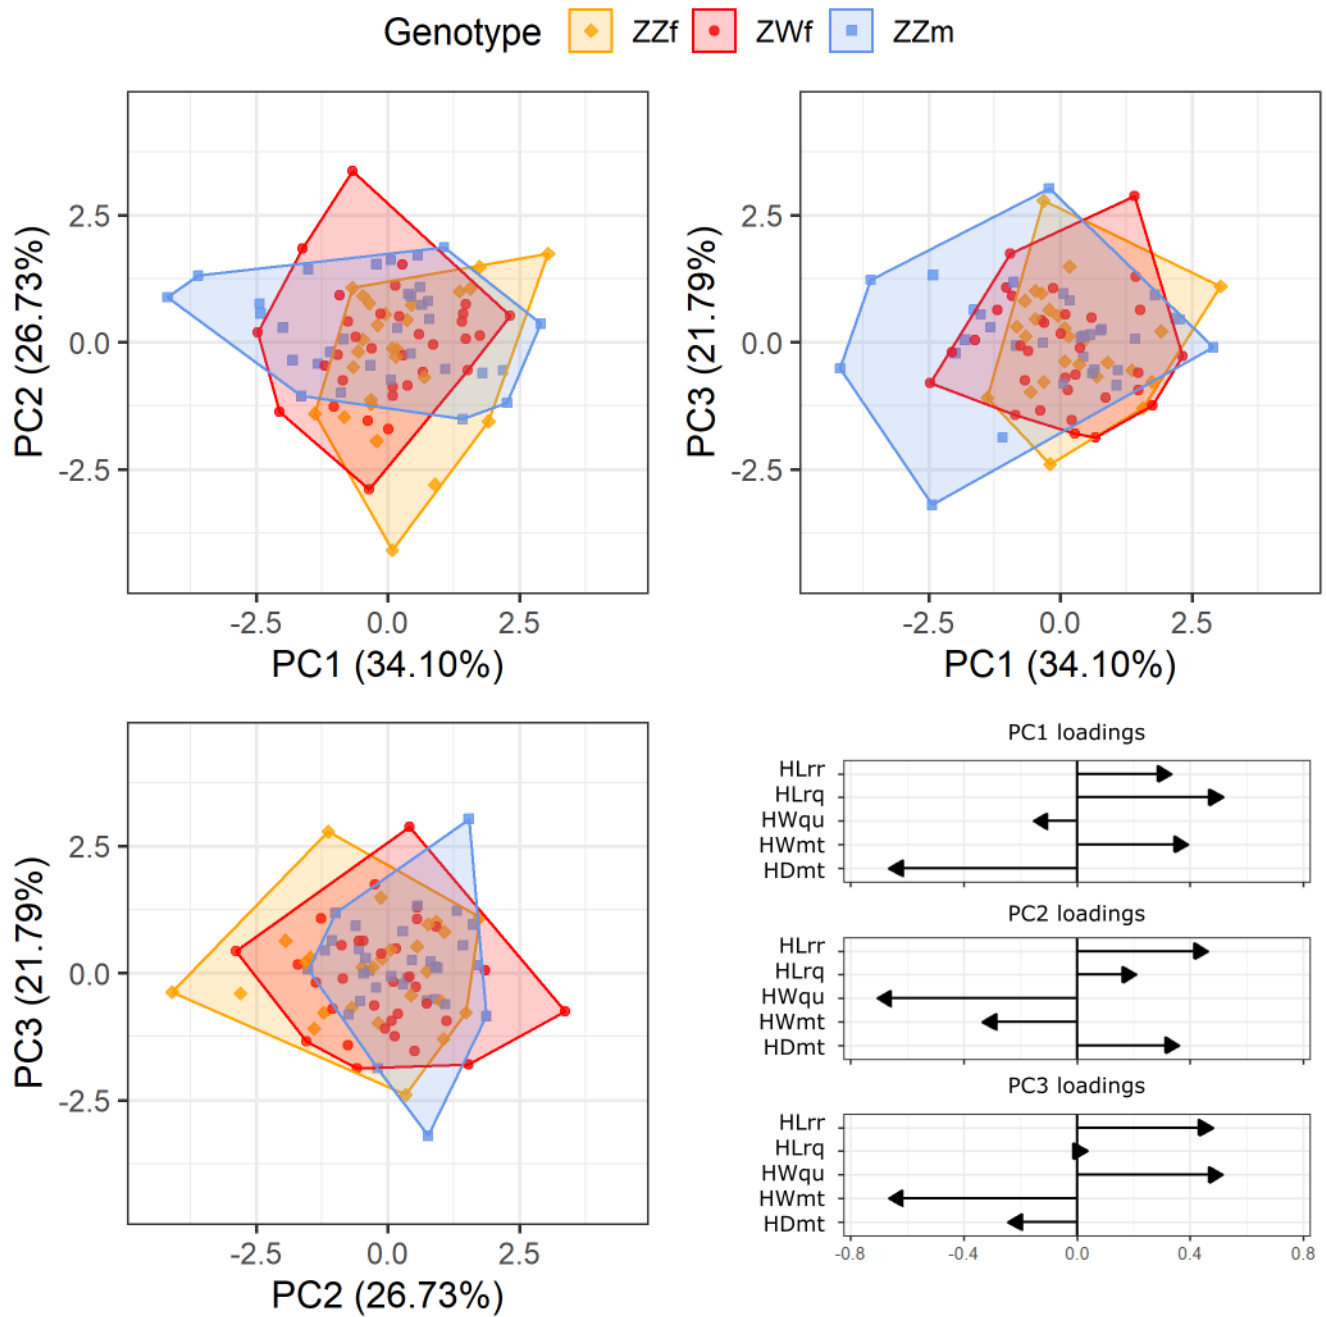 Genotype ZZf ZWf ZZm
PC2 (26.73%)
2.5
0.0
-2.5
-2.5 0.0 2.5
PC1 (34.10%)
PC3 (21.79%)
2.5
0.0
-2.5
-2.5 0.0 2.5
PC1 (34.10%)
PC3 (21.79%)
2.5
0.0
-2.5
-2.5 0.0 2.5
PC2 (26.73%)
PC1 loadings
HLrr
HLrq
HWqu
HWmt
HDmt
PC2 loadings
HLrr
HLrq
HWqu
HWmt
HDmt
PC3 loadings
HLrr
HLrq
HWqu
HWmt
HDmt
-0.8 -0.4 0.0 0.4 0.8